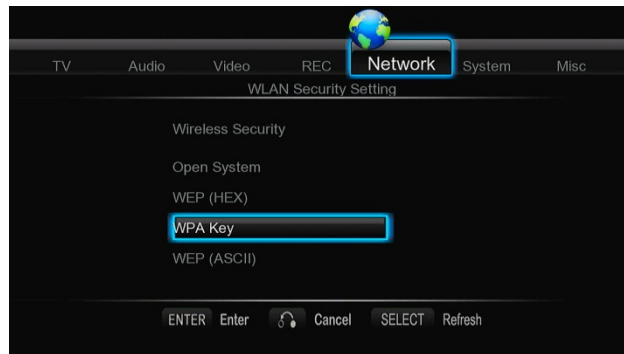 TV Audio Video REC Network System Misc
WLAN Security Setting
Wireless Security
Open System
WEP (HEX)
WPA Key
WEP (ASCII)
ENTER Enter Cancel SELECT Refresh